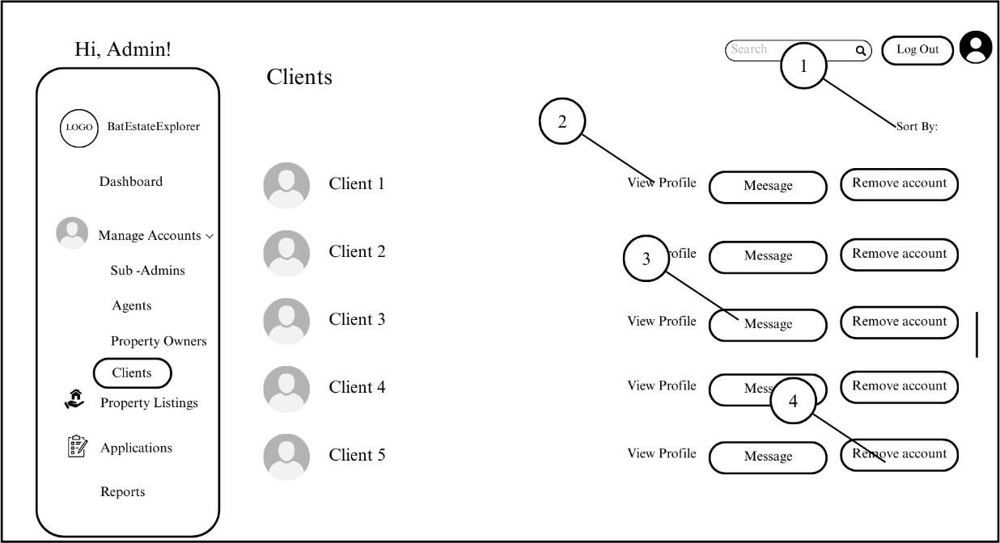 Hi, Admin!
Search
Log Out
Clients
1
Sort By:
2
LOGO
BatEstateExplorer
Dashboard
Client 1
View Profile
Meesage
Remove account
Manage Accounts
Client 2
3
rofile
Message
Remove account
Sub -Admins
Agents
Client 3
View Profile
Message
Remove account
Property Owners
Clients
Client 4
View Profile
Mess
4
Remove account
Property Listings
Applications
Client 5
View Profile
Message
Remove account
Reports